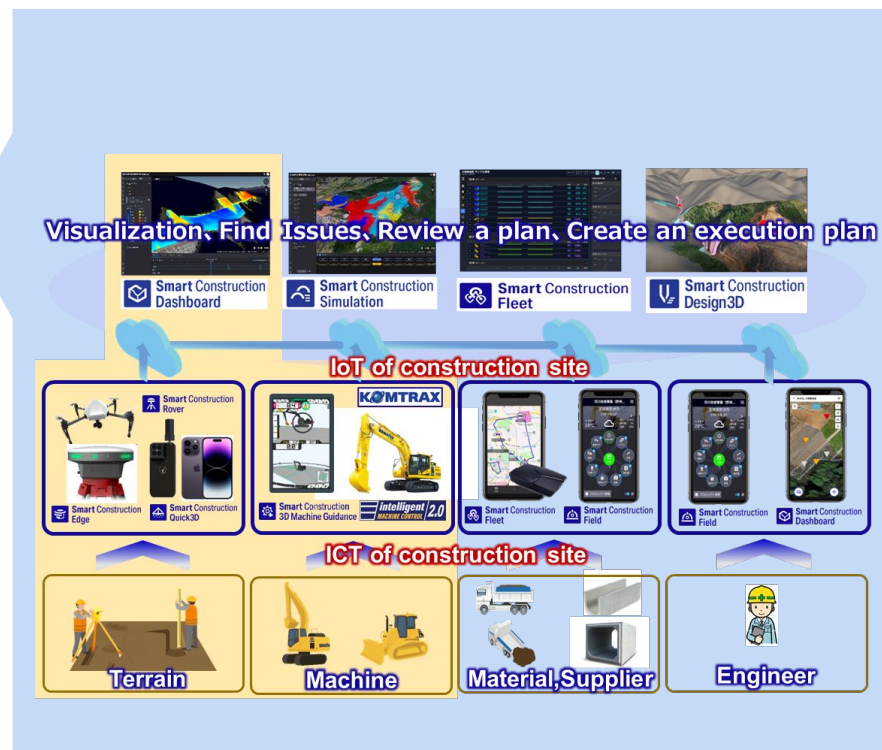 Visualization、Find Issues、Review a plan、Create an execution plan
Smart Construction
Dashboard
Smart Construction
Simulation
Smart Construction
Fleet
Smart Construction
Design3D
IoT of construction site
Smart Construction
Rover
Smart Construction
Edge
Smart Construction
Quick3D
KOMTRAX
Smart Construction
3D Machine Guidance
intelligent
MACHINE CONTROL 2.0
Smart Construction
Fleet
Smart Construction
Field
Smart Construction
Field
Smart Construction
Dashboard
ICT of construction site
Terrain
Machine
Material,Supplier
Engineer